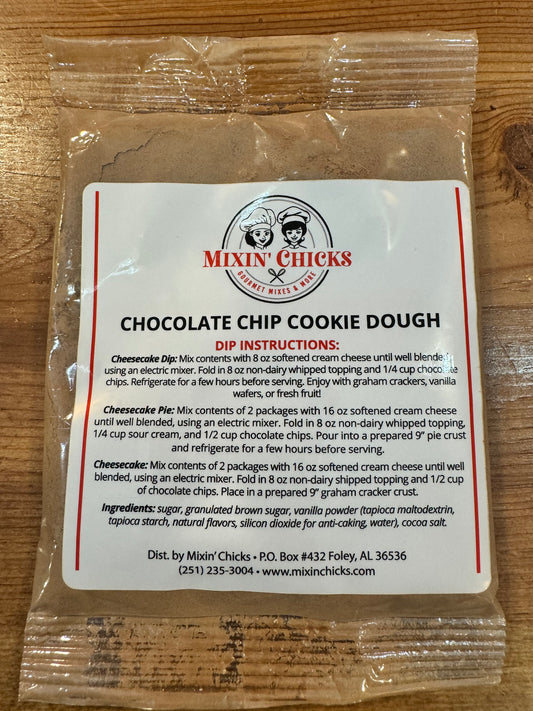 MIXIN' CHICKS
GOURMET MIXES & MORE
CHOCOLATE CHIP COOKIE DOUGH
DIP INSTRUCTIONS:
Cheesecake Dip: Mix contents with 8 oz softened cream cheese until well blended,
using an electric mixer. Fold in 8 oz non-dairy whipped topping and 1/4 cup chocolate
chips. Refrigerate for a few hours before serving. Enjoy with graham crackers, vanilla
wafers, or fresh fruit!
Cheesecake Pie: Mix contents of 2 packages with 16 oz softened cream cheese
until well blended, using an electric mixer. Fold in 8 oz non-dairy whipped topping,
1/4 cup sour cream, and 1/2 cup chocolate chips. Pour into a prepared 9” pie crust
and refrigerate for a few hours before serving.
Cheesecake: Mix contents of 2 packages with 16 oz softened cream cheese until well
blended, using an electric mixer. Fold in 8 oz non-dairy shipped topping and 1/2 cup
of chocolate chips. Place in a prepared 9” graham cracker crust.
Ingredients: sugar, granulated brown sugar, vanilla powder (tapioca maltodextrin,
tapioca starch, natural flavors, silicon dioxide for anti-caking, water), cocoa salt.
Dist. by Mixin’ Chicks • P.O. Box #432 Foley, AL 36536
(251) 235-3004 • www.mixinchicks.com